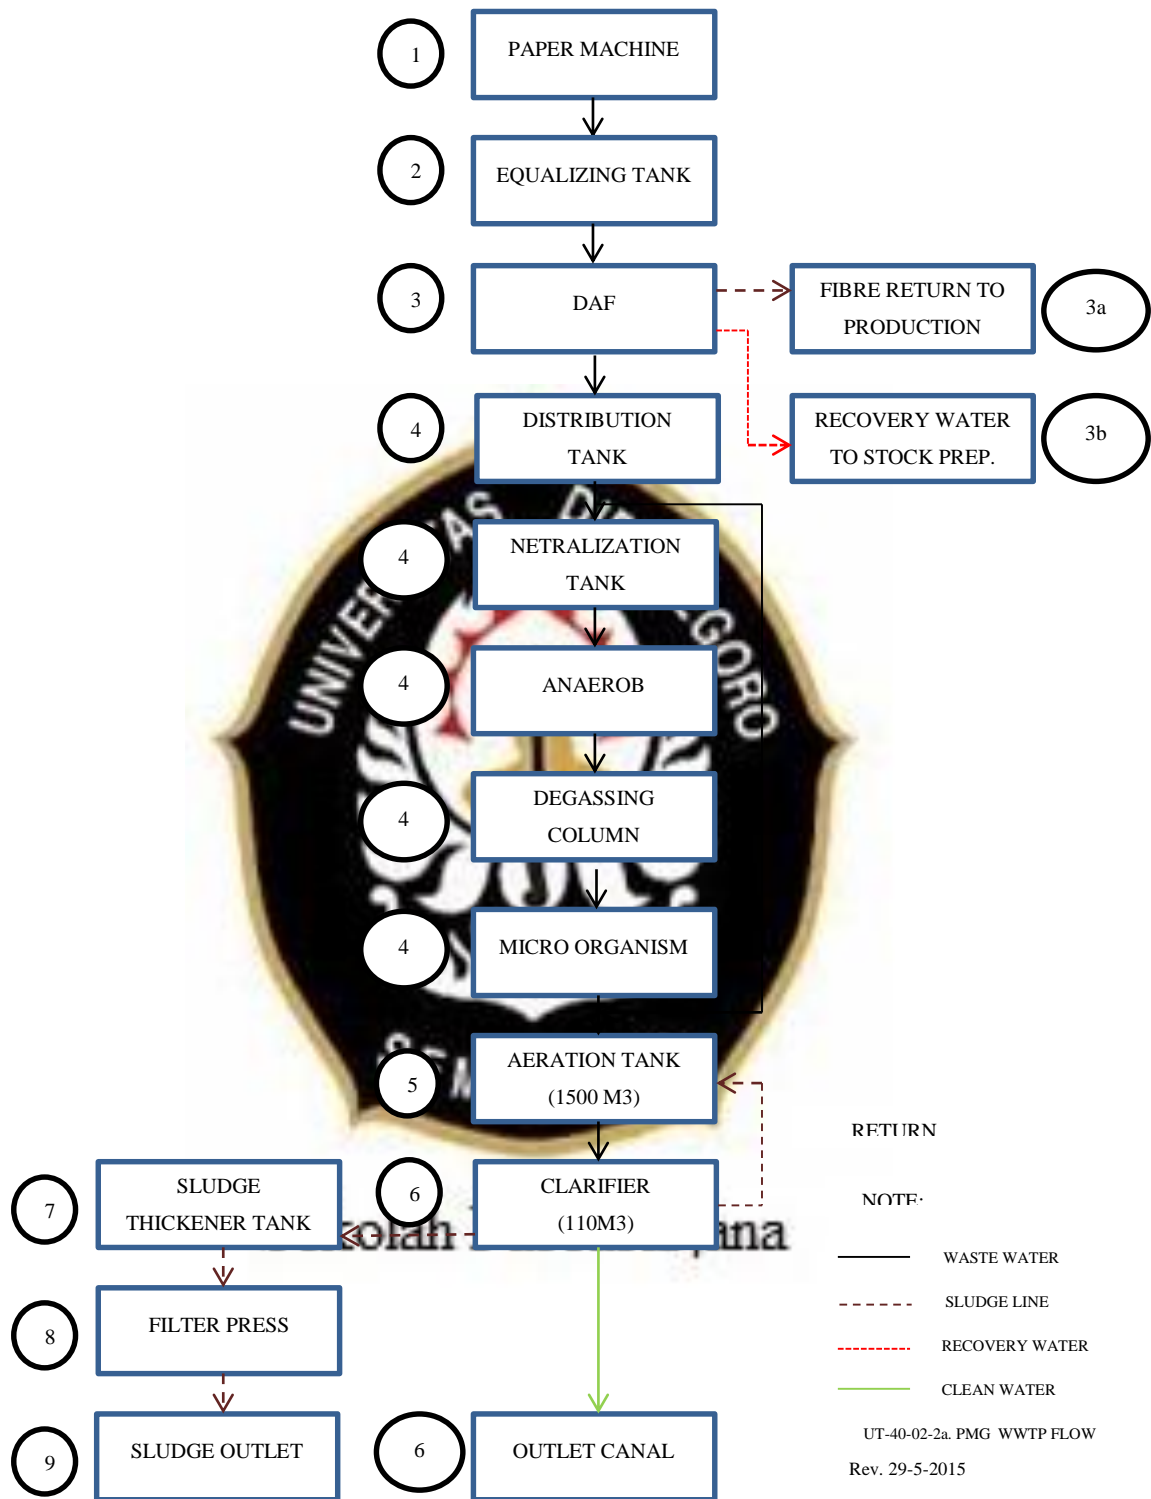 1
PAPER MACHINE
2
EQUALIZING TANK
3
DAF
FIBRE RETURN TO
PRODUCTION
3a
4
DISTRIBUTION
TANK
RECOVERY WATER
TO STOCK PREP.
3b
UNIVERSITAS
4
NETRALIZATION
TANK
4
ANAEROB
4
DEGASSING
COLUMN
4
MICRO ORGANISM
5
AERATION TANK
(1500 M3)
RETURN
7
SLUDGE
THICKENER TANK
6
CLARIFIER
(110M3)
NOTE:
WASTE WATER
SLUDGE LINE
RECOVERY WATER
CLEAN WATER
8
FILTER PRESS
9
SLUDGE OUTLET
6
OUTLET CANAL
UT-40-02-2a. PMG WWTP FLOW
Rev. 29-5-2015